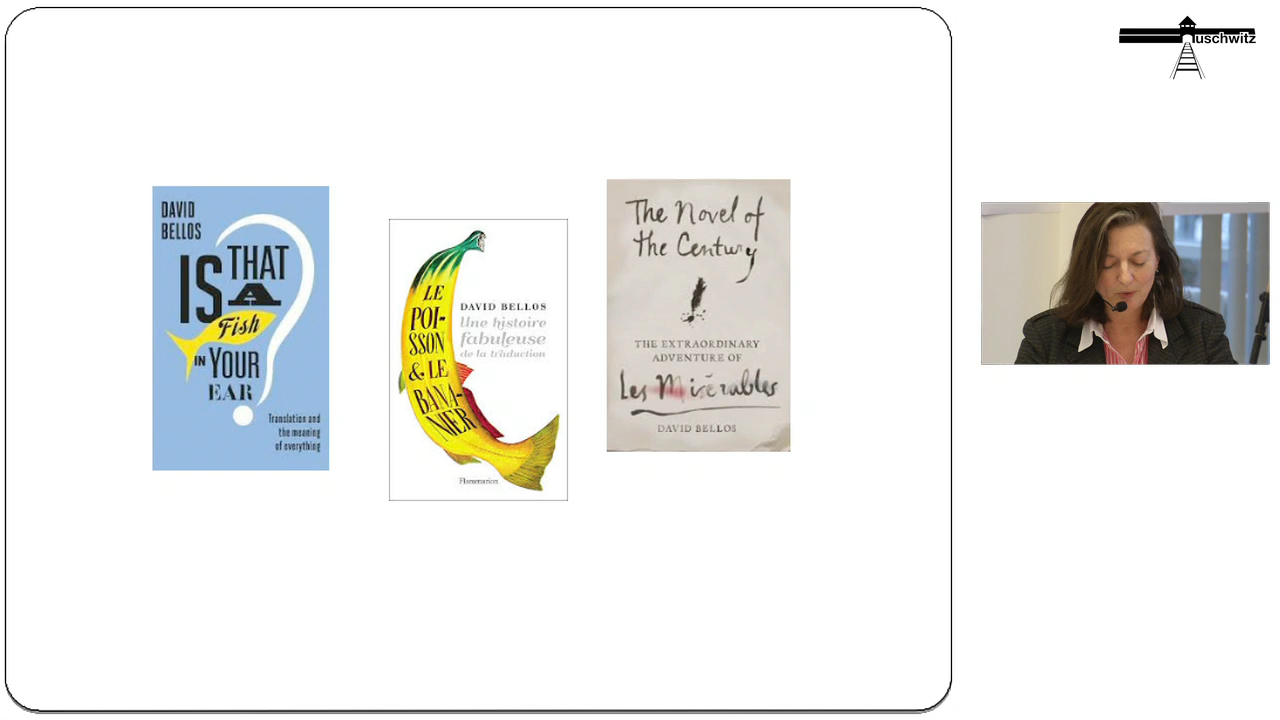 DAVID
BELLOS
IS THAT
A
Fish
IN YOUR
EAR
?
Translation and
the meaning
of everything
LE
POI-
SSON
& LE
BANA-
NIER
DAVID BELLOS
Une histoire
fabuleuse
de la traduction
Flammarion
The Novel of
the Century
THE EXTRAORDINARY
ADVENTURE OF
Les Misérables
DAVID BELLOS
uschwitz